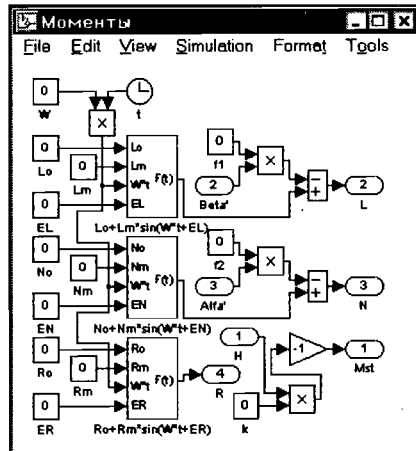 Моменты
File Edit View Simulation Format Tools
0
W
t
×
0
Lo
0
Lm
0
EL
Lo
Lm
W*t
EL
F(t)
Lo+Lm*sin(W*t+EL)
0
f1
2
Beta'
×
−
+
2
L
0
No
0
Nm
0
EN
No
Nm
W*t
EN
F(t)
No+Nm*sin(W*t+EN)
0
f2
3
Alfa'
×
−
+
3
N
0
Ro
0
Rm
0
ER
Ro
Rm
W*t
ER
F(t)
Ro+Rm*sin(W*t+ER)
4
R
1
H
0
k
×
-1
1
Mst